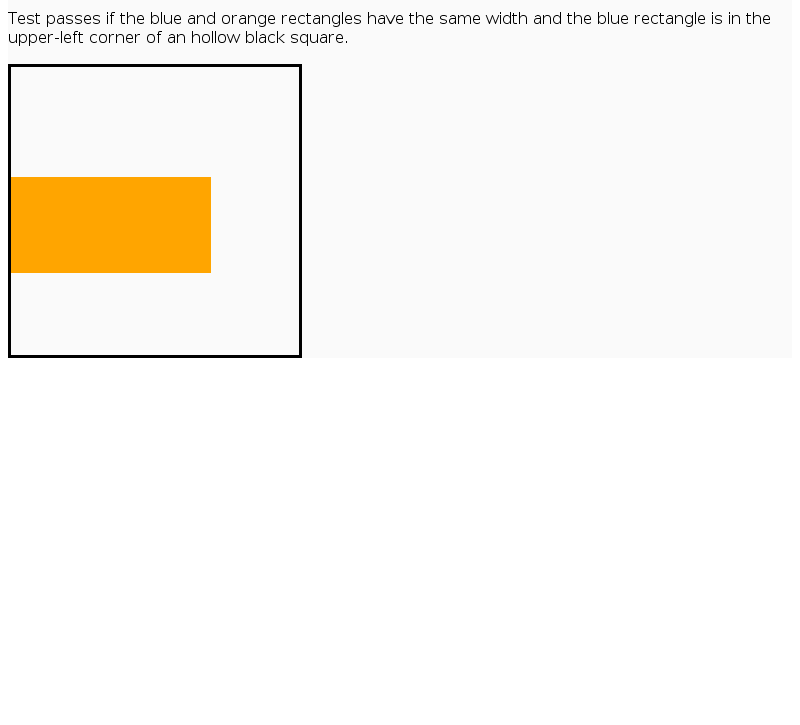 Test passes if the blue and orange rectangles have the same width and the blue rectangle is in the
upper-left corner of an hollow black square.